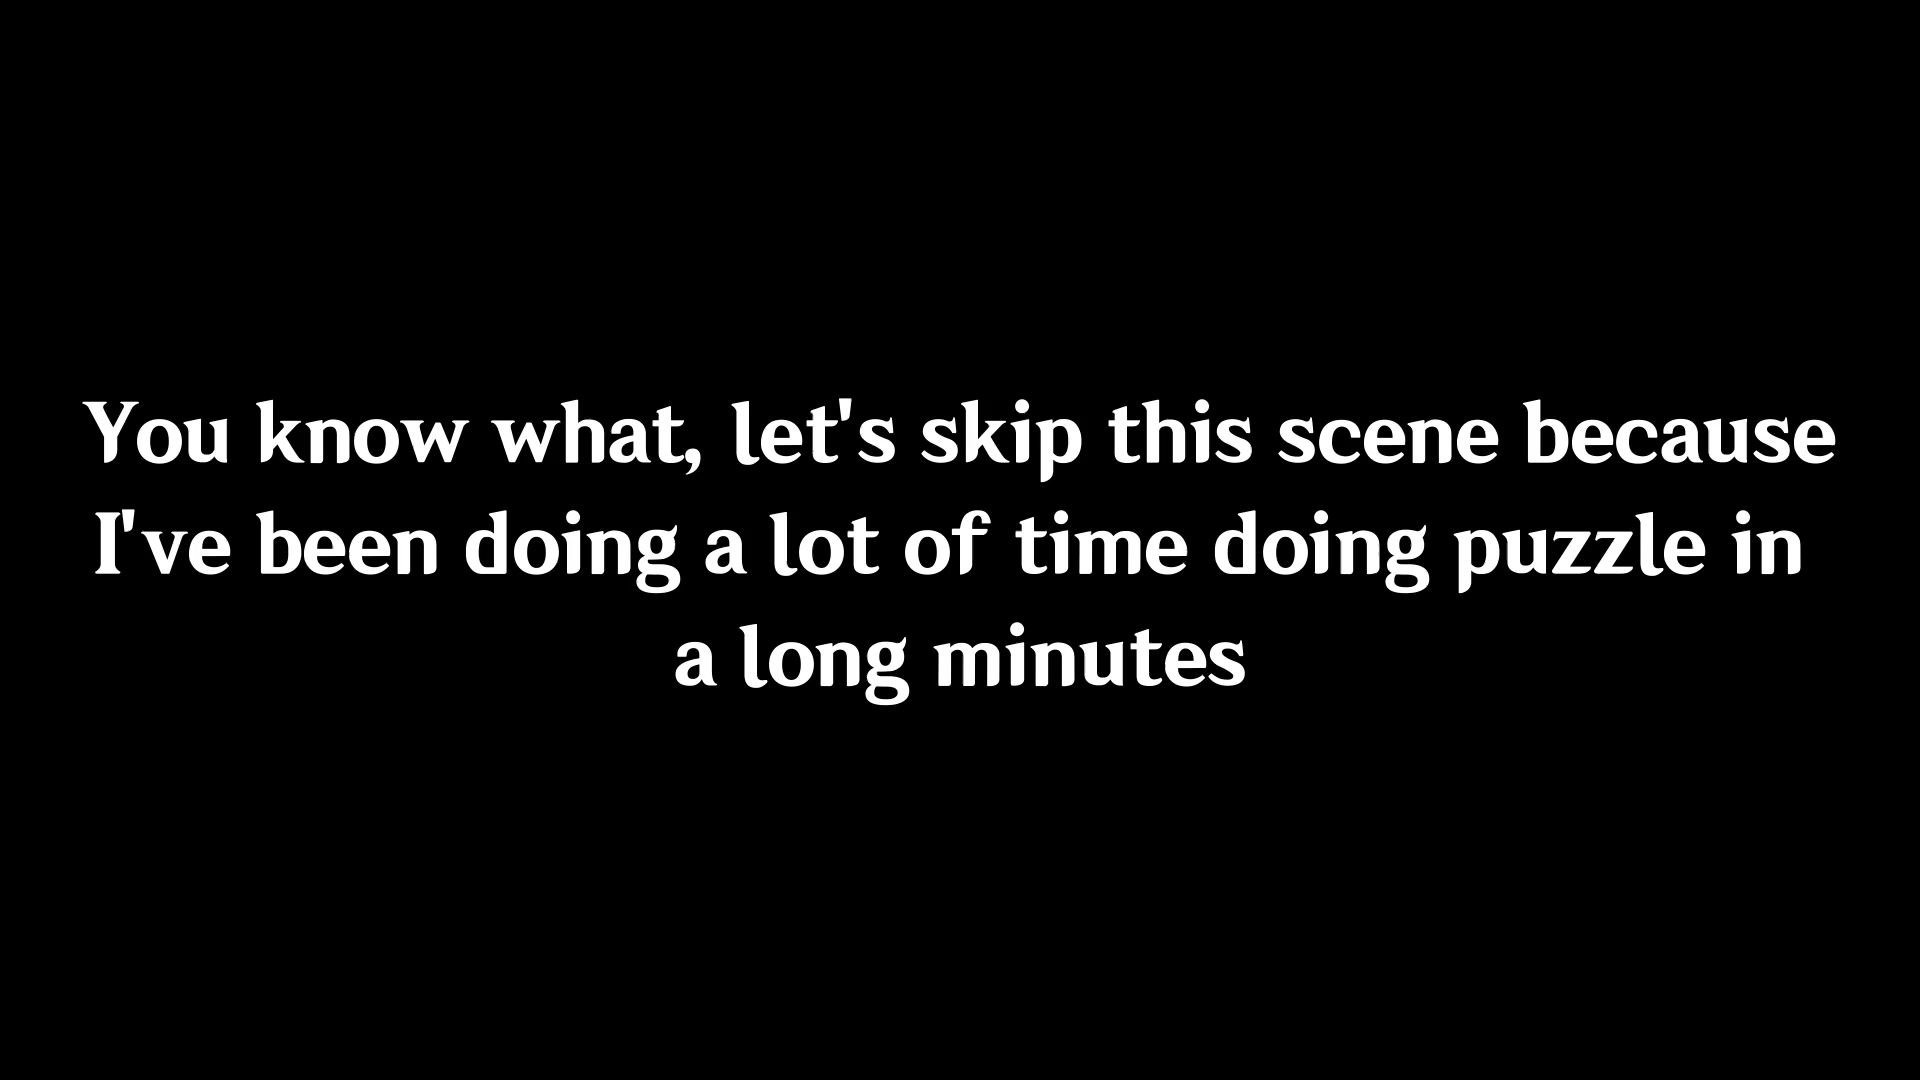 You know what, let's skip this scene because
I've been doing a lot of time doing puzzle in
a long minutes